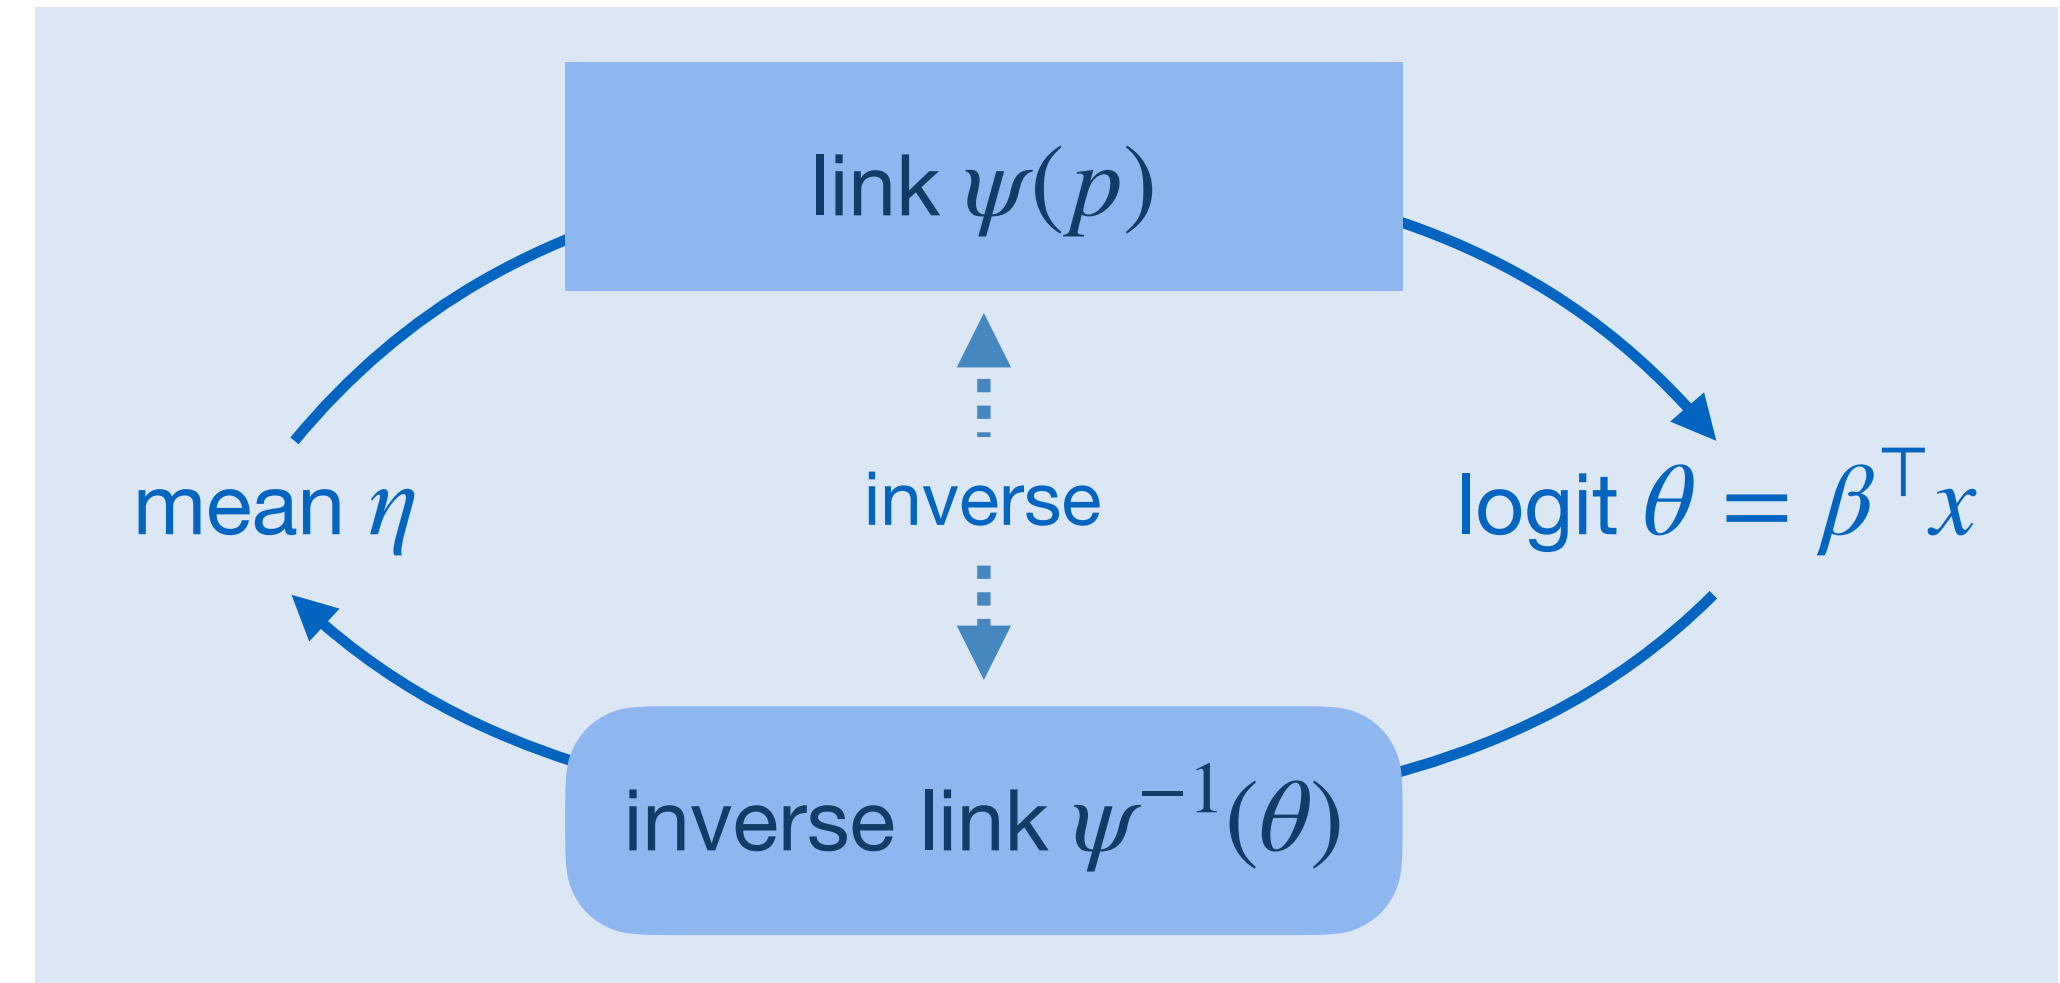 link ψ(p)
mean η
inverse
logit θ = β⊤x
inverse link ψ⁻¹(θ)